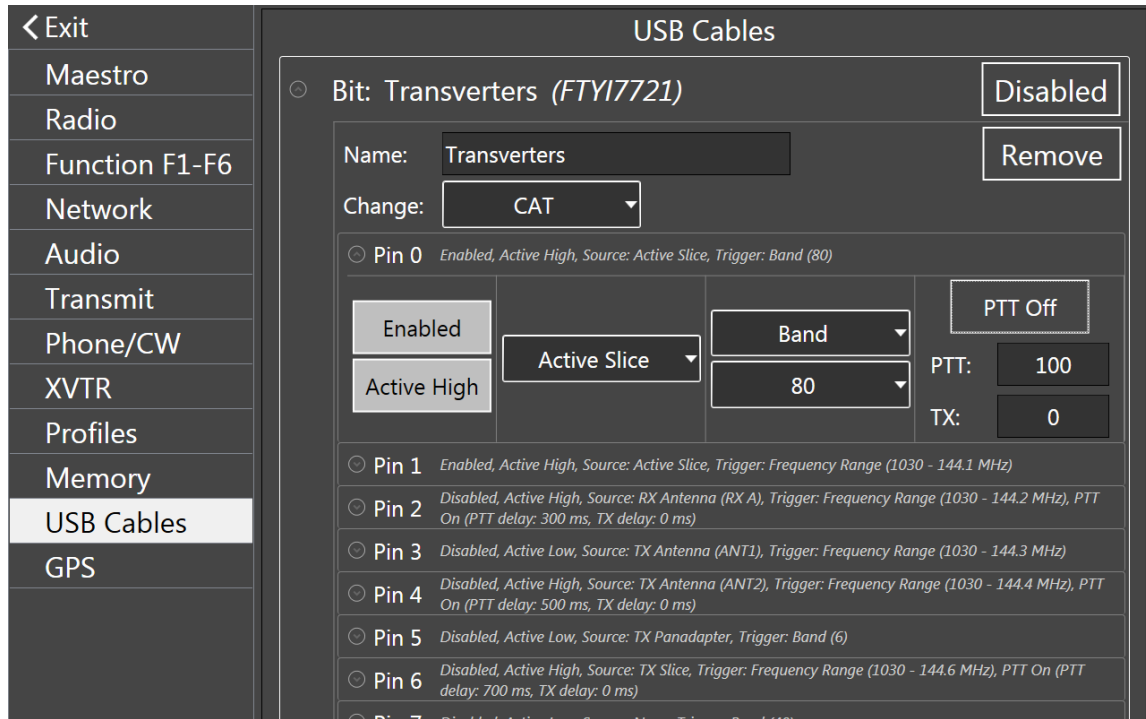 Exit
Maestro
Radio
Function F1-F6
Network
Audio
Transmit
Phone/CW
XVTR
Profiles
Memory
USB Cables
GPS
USB Cables
Bit: Transverters (FTYI7721)
Disabled
Name: Transverters
Remove
Change: CAT
Pin 0 Enabled, Active High, Source: Active Slice, Trigger: Band (80)
Enabled
Active High
Active Slice
Band
80
PTT Off
PTT: 100
TX: 0
Pin 1 Enabled, Active High, Source: Active Slice, Trigger: Frequency Range (1030 - 144.1 MHz)
Pin 2 Disabled, Active High, Source: RX Antenna (RX A), Trigger: Frequency Range (1030 - 144.2 MHz), PTT
On (PTT delay: 300 ms, TX delay: 0 ms)
Pin 3 Disabled, Active Low, Source: TX Antenna (ANT1), Trigger: Frequency Range (1030 - 144.3 MHz)
Pin 4 Disabled, Active High, Source: TX Antenna (ANT2), Trigger: Frequency Range (1030 - 144.4 MHz), PTT
On (PTT delay: 500 ms, TX delay: 0 ms)
Pin 5 Disabled, Active Low, Source: TX Panadapter, Trigger: Band (6)
Pin 6 Disabled, Active High, Source: TX Slice, Trigger: Frequency Range (1030 - 144.6 MHz), PTT On (PTT
delay: 700 ms, TX delay: 0 ms)